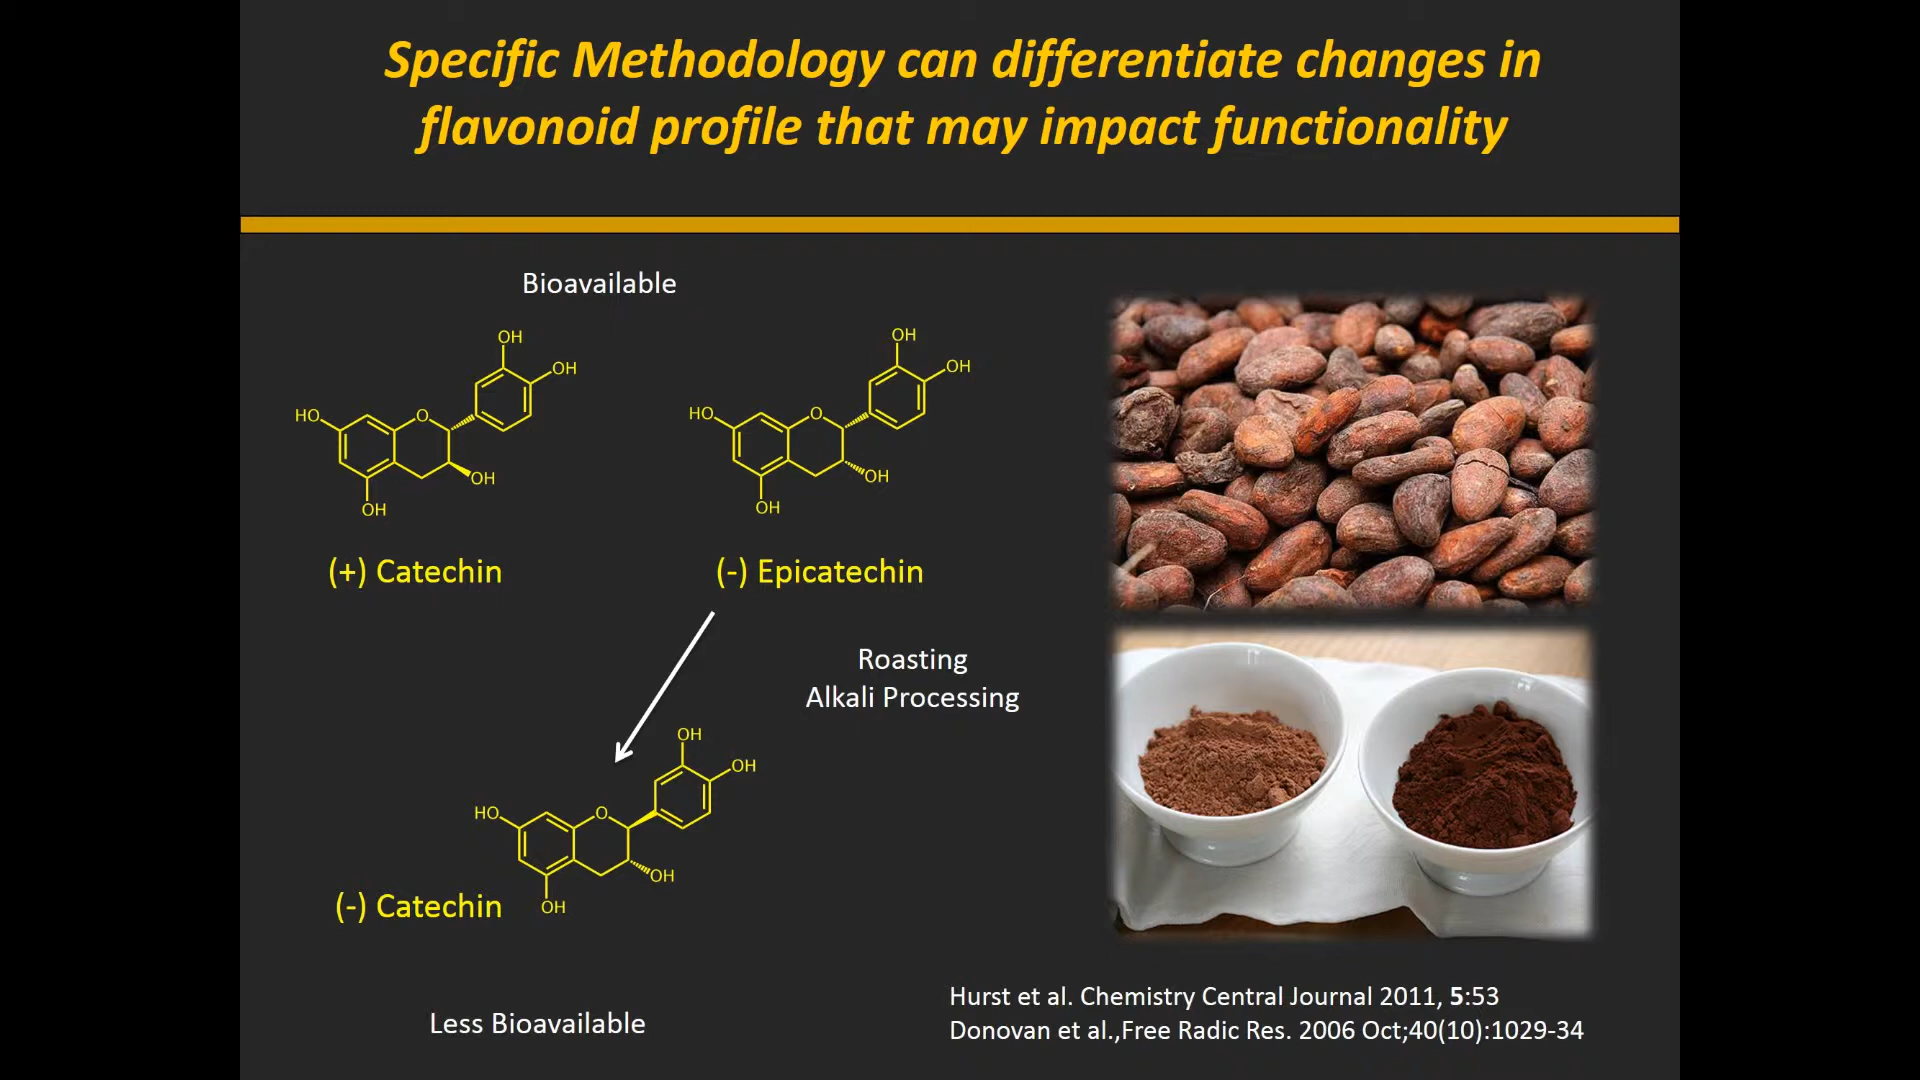 Specific Methodology can differentiate changes in
flavonoid profile that may impact functionality
Bioavailable
OH
OH
HO
O
OH
OH
(+) Catechin
OH
OH
HO
O
OH
OH
(-) Epicatechin
Roasting
Alkali Processing
OH
OH
HO
O
OH
OH
(-) Catechin
Less Bioavailable
Hurst et al. Chemistry Central Journal 2011, 5:53
Donovan et al.,Free Radic Res. 2006 Oct;40(10):1029-34